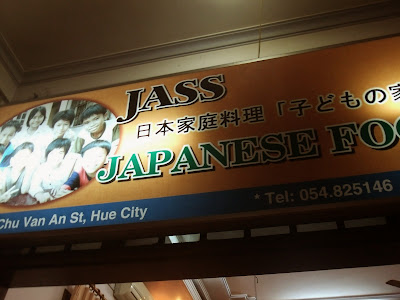 JASS
日本家庭料理「子どもの家
JAPANESE FOO
Chu Van An St, Hue City
* Tel: 054.825146